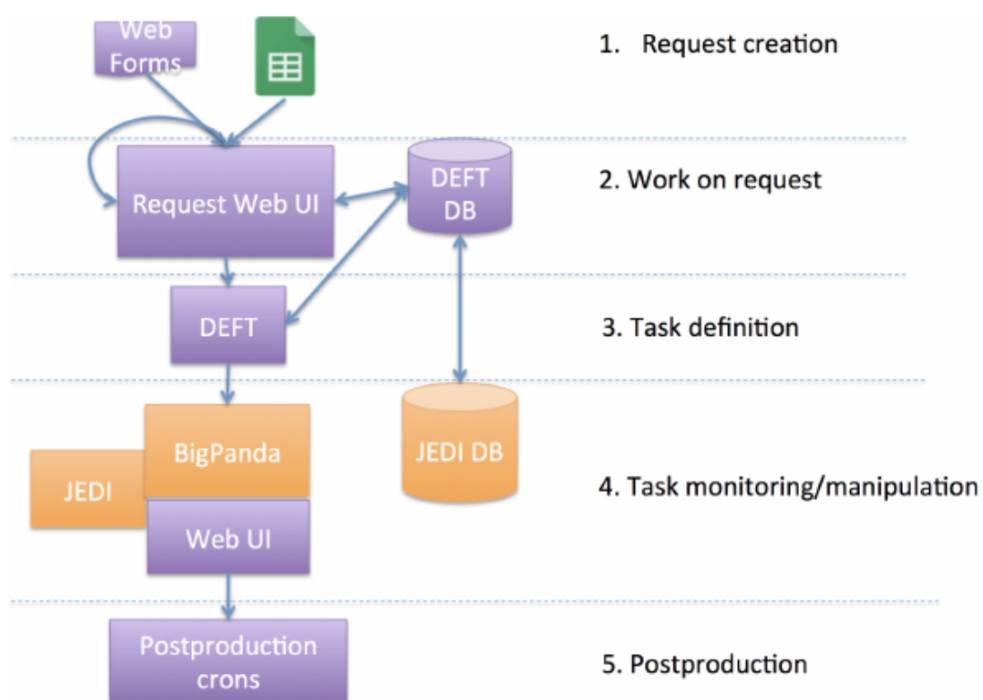 Web
Forms
1. Request creation
Request Web UI
DEFT
DB
2. Work on request
DEFT
3. Task definition
BigPanda
JEDI
JEDI DB
4. Task monitoring/manipulation
Web UI
Postproduction
crons
5. Postproduction